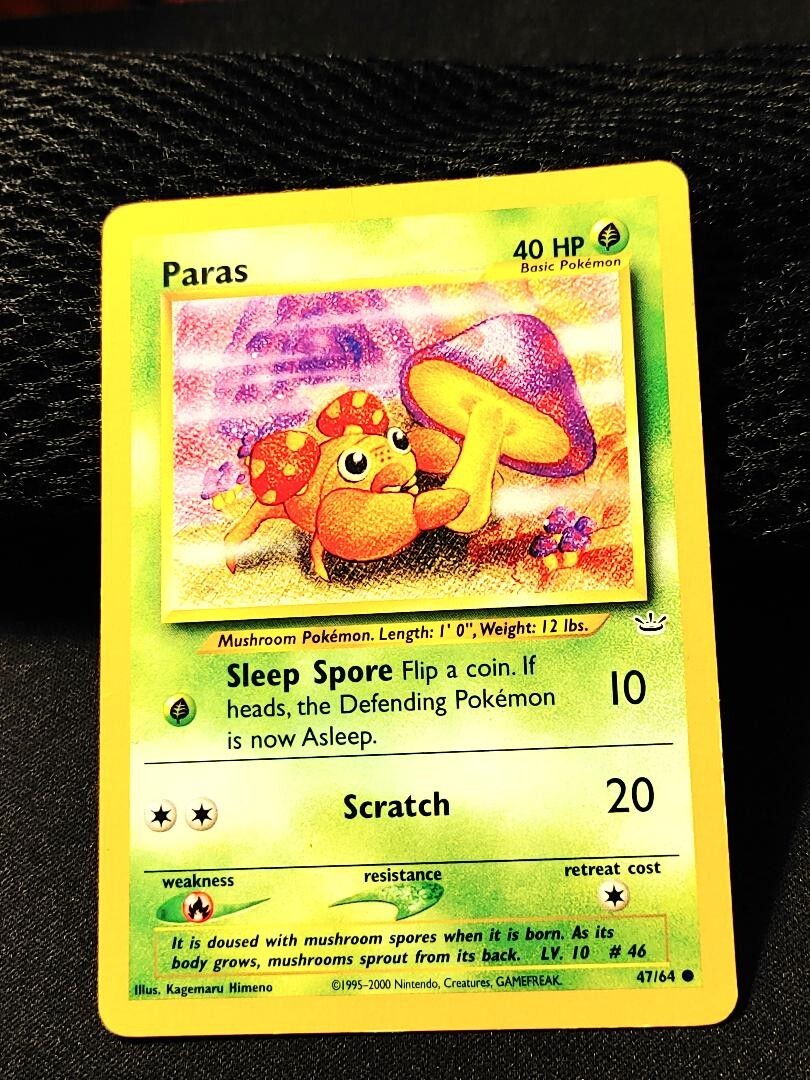 Paras
40 HP
Basic Pokémon
Mushroom Pokémon. Length: 1' 0", Weight: 12 lbs.
Sleep Spore Flip a coin. If
heads, the Defending Pokémon
is now Asleep.
10
Scratch
20
weakness
resistance
retreat cost
It is doused with mushroom spores when it is born. As its
body grows, mushrooms sprout from its back. LV. 10 # 46
Illus. Kagemaru Himeno
©1995-2000 Nintendo, Creatures, GAMEFREAK.
47/64